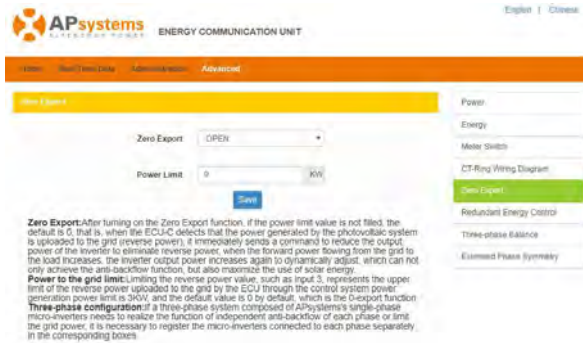 English | Chinese
APsystems
ALTERNATIVE POWER
ENERGY COMMUNICATION UNIT
Home Real Time Data Administration Advanced
Zero Export
Zero Export OPEN
Power Limit 0 KW
Save
Power
Energy
Meter Switch
CT-Ring Wiring Diagram
Zero Export
Redundant Energy Control
Three-phase Balance
Phase Symmetry
Zero Export:After turning on the Zero Export function, if the power limit value is not filled, the
default is 0, that is, when the ECU-C detects that the power generated by the photovoltaic system
is uploaded to the grid (reverse power), it immediately sends a command to reduce the output
power of the inverter to eliminate reverse power, when the forward power flowing from the grid to
the load increases, the inverter output power increases again to dynamically adjust, which can not
only achieve the anti-backflow function, but also maximize the use of solar energy.
Power to the grid limit:Limiting the reverse power value, such as input 3, represents the upper
limit of the reverse power uploaded to the grid by the ECU through the control system power
generation power limit is 3KW, and the default value is 0 by default, which is the 0-export function
Three-phase configuration:If a three-phase system composed of APsystems's single-phase
micro-inverters needs to realize the function of independent anti-backflow of each phase or limit
the grid power, it is necessary to register the micro-inverters connected to each phase separately
in the corresponding boxes